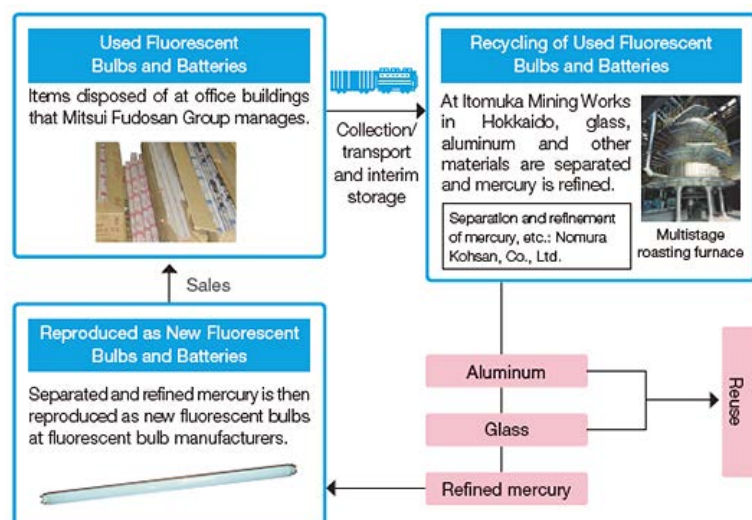 Used Fluorescent
Bulbs and Batteries
Items disposed of at office buildings
that Mitsui Fudosan Group manages.
Collection/
transport
and interim
storage
Recycling of Used Fluorescent
Bulbs and Batteries
At Itomuka Mining Works
in Hokkaido, glass,
aluminum and other
materials are separated
and mercury is refined.
Separation and refinement
of mercury, etc.: Nomura
Kohsan, Co., Ltd.
Multistage
roasting furnace
Aluminum
Glass
Refined mercury
Reuse
Reproduced as New Fluorescent
Bulbs and Batteries
Separated and refined mercury is then
reproduced as new fluorescent bulbs
at fluorescent bulb manufacturers.
Sales